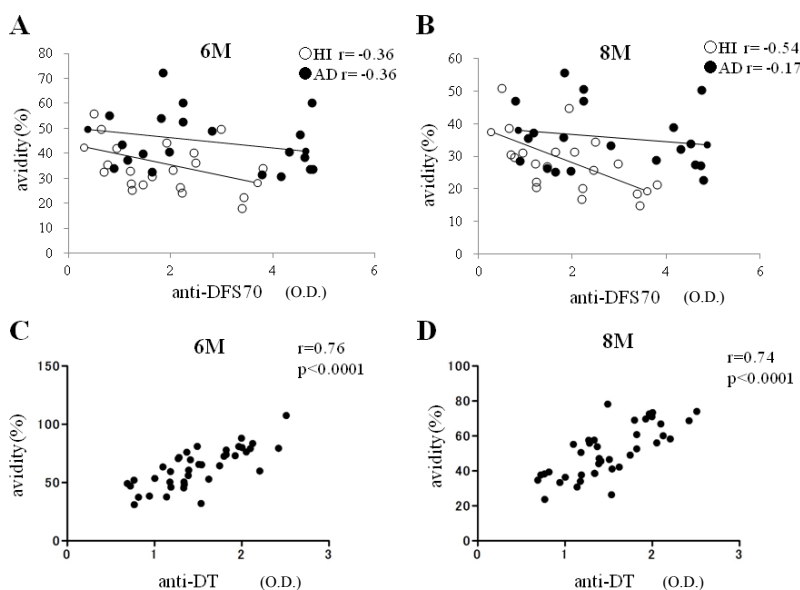 A
6M
HI r= -0.36
AD r= -0.36
avidity(%)
80
70
60
50
40
30
20
10
0
0
2
4
6
anti-DFS70 (O.D.)
B
8M
HI r= -0.54
AD r= -0.17
avidity(%)
60
50
40
30
20
10
0
0
2
4
6
anti-DFS70 (O.D.)
C
6M
r=0.76
p<0.0001
avidity(%)
150
100
50
0
0
1
2
3
anti-DT (O.D.)
D
8M
r=0.74
p<0.0001
avidity(%)
100
80
60
40
20
0
0
1
2
3
anti-DT (O.D.)